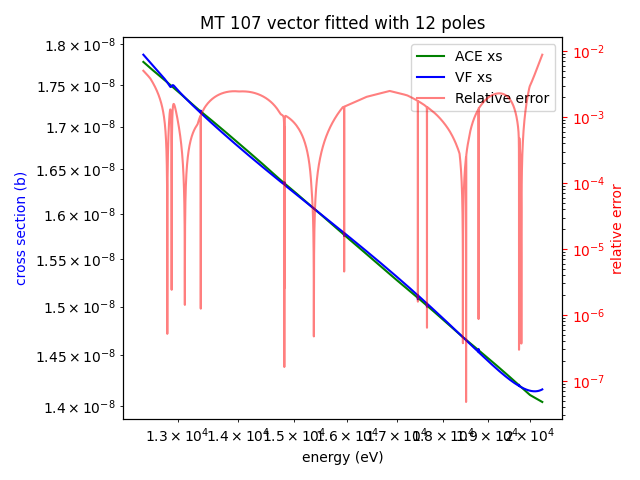 MT 107 vector fitted with 12 poles
ACE xs
VF xs
Relative error
cross section (b)
1.8 × 10⁻⁸
1.75 × 10⁻⁸
1.7 × 10⁻⁸
1.65 × 10⁻⁸
1.6 × 10⁻⁸
1.55 × 10⁻⁸
1.5 × 10⁻⁸
1.45 × 10⁻⁸
1.4 × 10⁻⁸
10⁻²
10⁻³
10⁻⁴
10⁻⁵
10⁻⁶
10⁻⁷
relative error
1.3 × 10⁴ 1.4 × 10⁴ 1.5 × 10⁴ 1.6 × 10⁴ 1.7 × 10⁴ 1.8 × 10⁴ 1.9 × 10⁴ 2 × 10⁴
energy (eV)